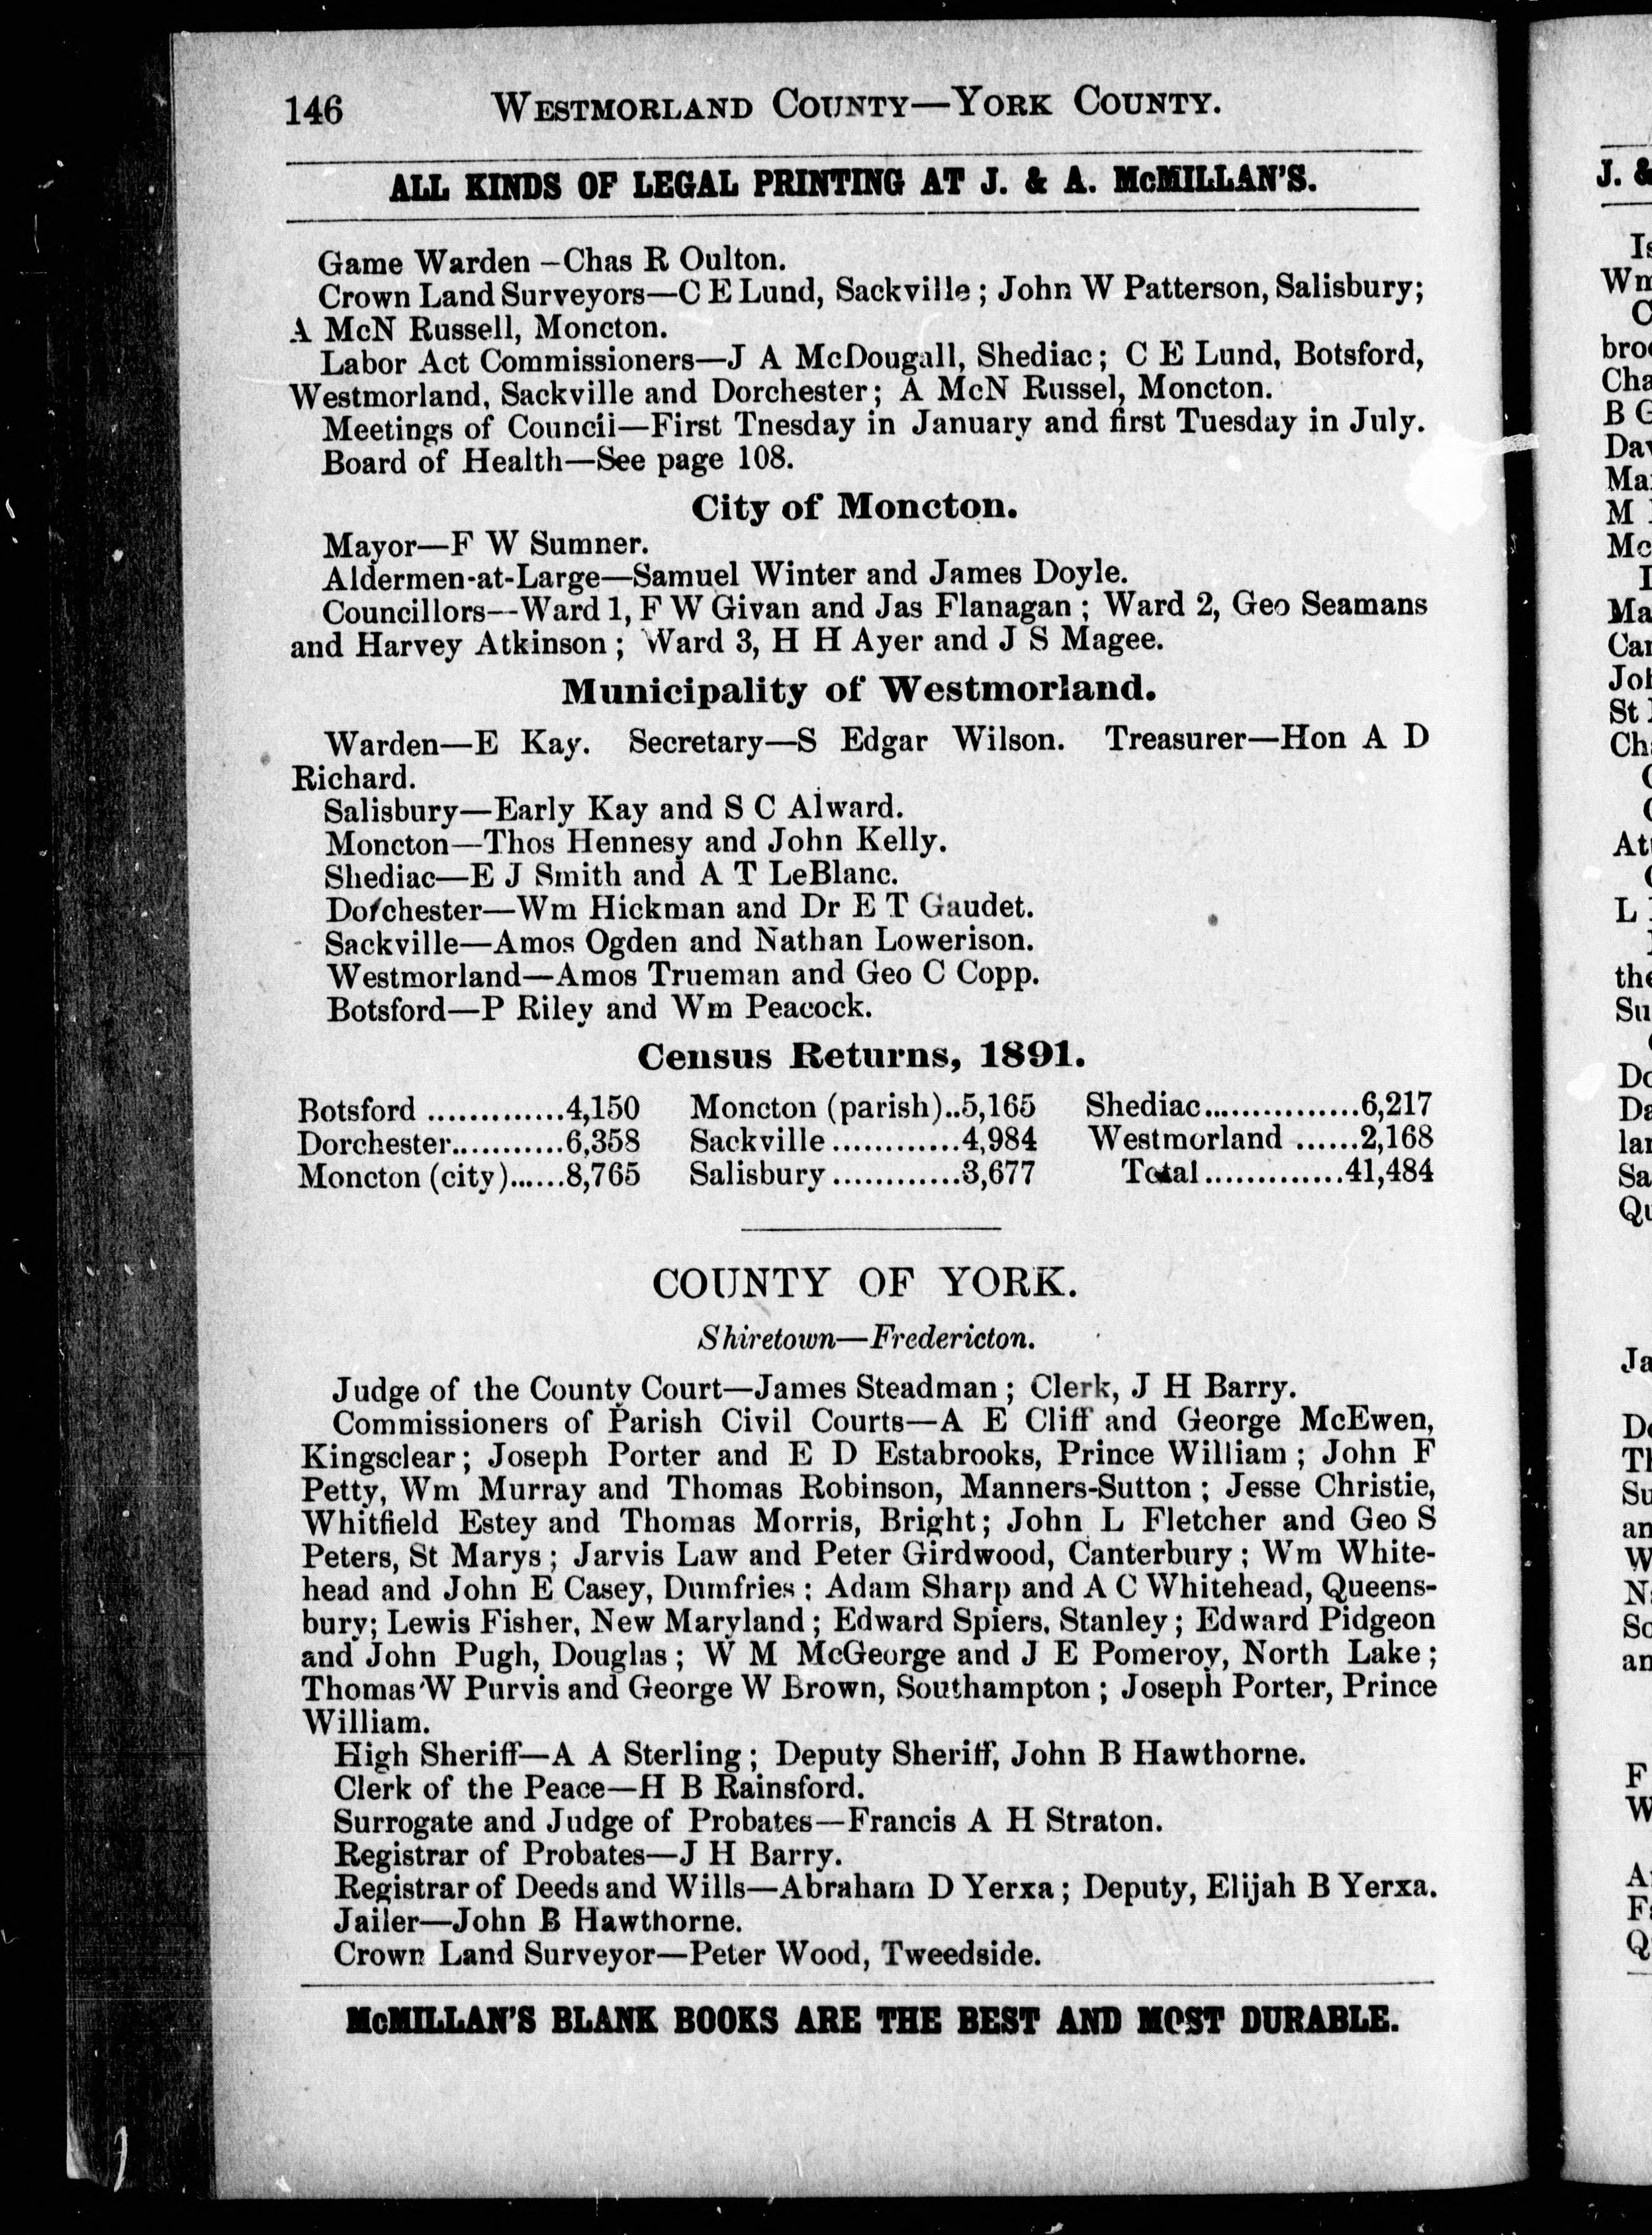 146 WESTMORLAND COUNTY—YORK COUNTY.
ALL KINDS OF LEGAL PRINTING AT J. & A. McMILLAN'S.
Game Warden –Chas R Oulton.
Crown Land Surveyors—C E Lund, Sackville; John W Patterson, Salisbury;
A McN Russell, Moncton.
Labor Act Commissioners—J A McDougall, Shediac; C E Lund, Botsford,
Westmorland, Sackville and Dorchester; A McN Russel, Moncton.
Meetings of Council—First Tnesday in January and first Tuesday in July.
Board of Health—See page 108.
City of Moncton.
Mayor—F W Sumner.
Aldermen-at-Large—Samuel Winter and James Doyle.
Councillors--Ward 1, F W Givan and Jas Flanagan; Ward 2, Geo Seamans
and Harvey Atkinson; Ward 3, H H Ayer and J S Magee.
Municipality of Westmorland.
Warden—E Kay. Secretary—S Edgar Wilson. Treasurer—Hon A D
Richard.
Salisbury—Early Kay and S C Alward.
Moncton—Thos Hennesy and John Kelly.
Shediac—E J Smith and A T LeBlanc.
Dorchester—Wm Hickman and Dr E T Gaudet.
Sackville—Amos Ogden and Nathan Lowerison.
Westmorland—Amos Trueman and Geo C Copp.
Botsford—P Riley and Wm Peacock.
Census Returns, 1891.
Botsford .............4,150 Moncton (parish)..5,165 Shediac...............6,217
Dorchester...........6,358 Sackville............4,984 Westmorland ......2,168
Moncton (city)......8,765 Salisbury............3,677 Total.............41,484
COUNTY OF YORK.
Shiretown—Fredericton.
Judge of the County Court—James Steadman; Clerk, J H Barry.
Commissioners of Parish Civil Courts—A E Cliff and George McEwen,
Kingsclear; Joseph Porter and E D Estabrooks, Prince William; John F
Petty, Wm Murray and Thomas Robinson, Manners-Sutton; Jesse Christie,
Whitfield Estey and Thomas Morris, Bright; John L Fletcher and Geo S
Peters, St Marys; Jarvis Law and Peter Girdwood, Canterbury; Wm White-
head and John E Casey, Dumfries; Adam Sharp and A C Whitehead, Queens-
bury; Lewis Fisher, New Maryland; Edward Spiers, Stanley; Edward Pidgeon
and John Pugh, Douglas; W M McGeorge and J E Pomeroy, North Lake;
Thomas W Purvis and George W Brown, Southampton; Joseph Porter, Prince
William.
High Sheriff—A A Sterling; Deputy Sheriff, John B Hawthorne.
Clerk of the Peace—H B Rainsford.
Surrogate and Judge of Probates—Francis A H Straton.
Registrar of Probates—J H Barry.
Registrar of Deeds and Wills—Abraham D Yerxa; Deputy, Elijah B Yerxa.
Jailer—John B Hawthorne.
Crown Land Surveyor—Peter Wood, Tweedside.
McMILLAN'S BLANK BOOKS ARE THE BEST AND MOST DURABLE.